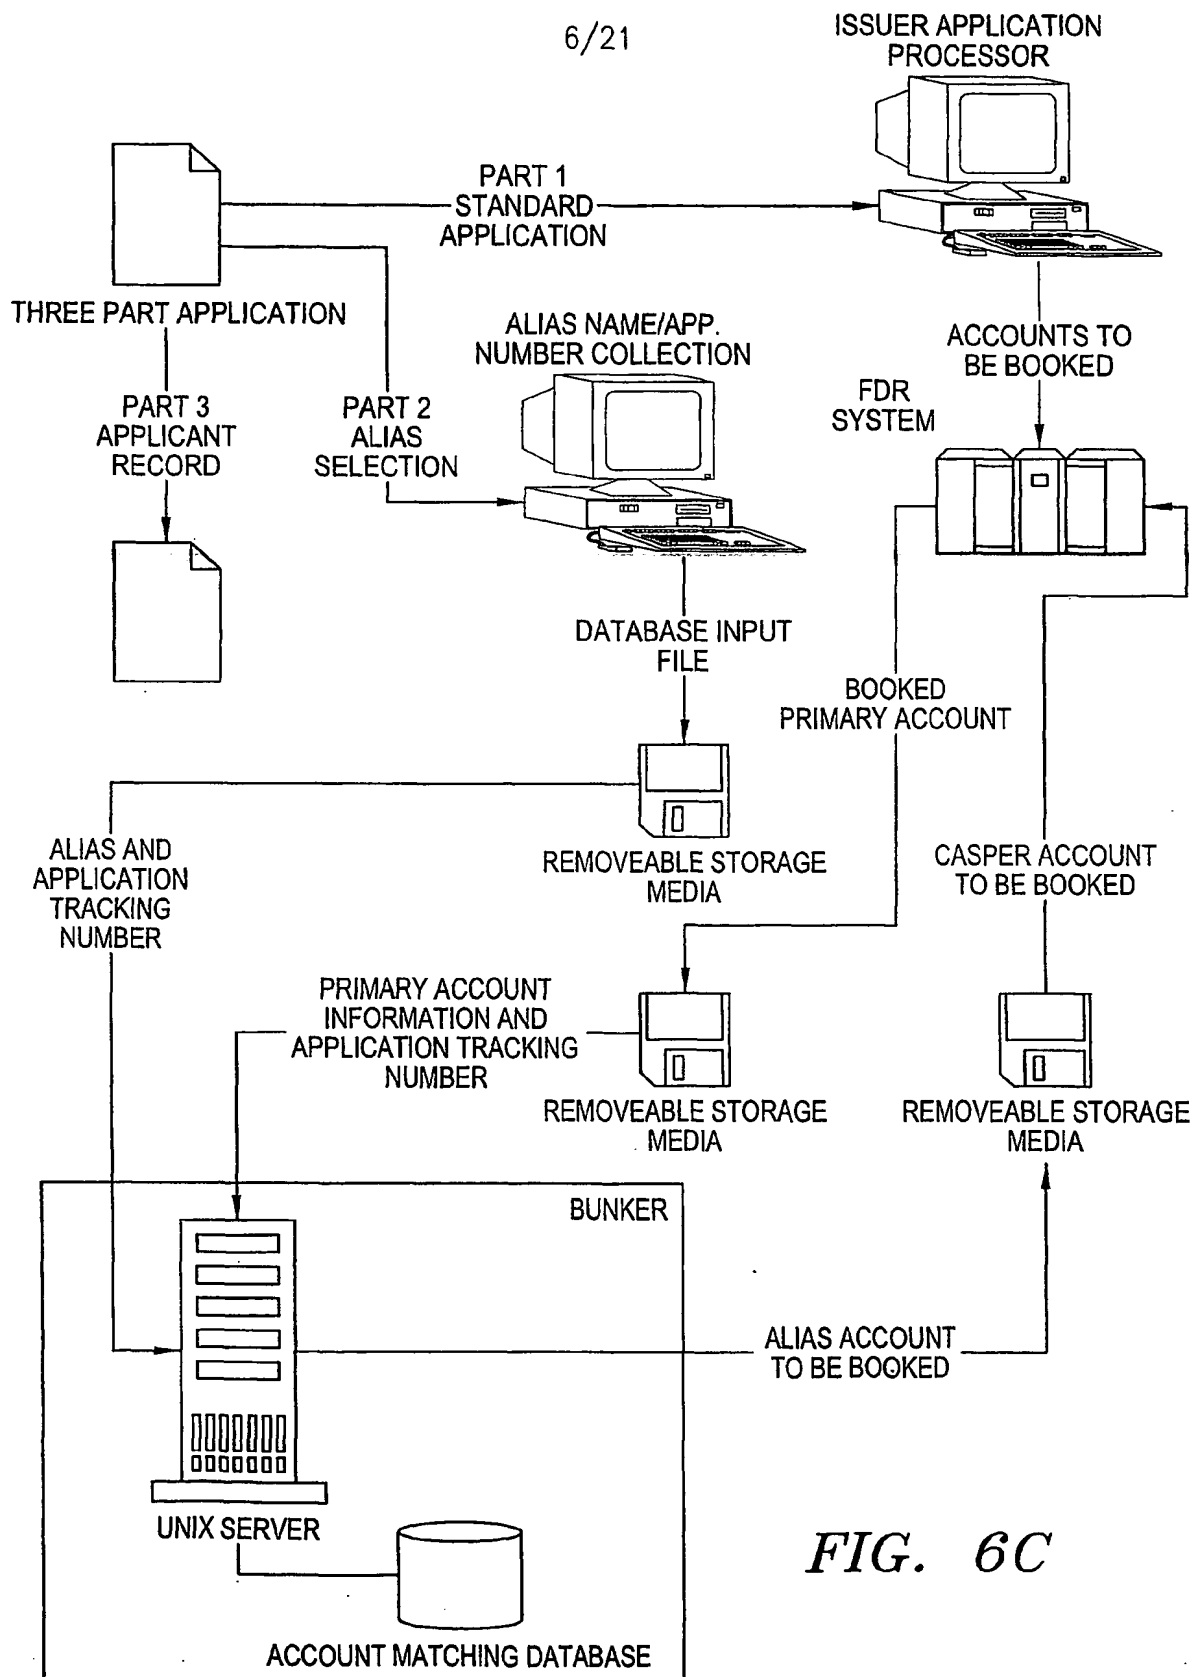 6/21
ISSUER APPLICATION
PROCESSOR
PART 1
STANDARD
APPLICATION
THREE PART APPLICATION
ALIAS NAME/APP.
NUMBER COLLECTION
ACCOUNTS TO
BE BOOKED
FDR
SYSTEM
PART 3
APPLICANT
RECORD
PART 2
ALIAS
SELECTION
DATABASE INPUT
FILE
BOOKED
PRIMARY ACCOUNT
ALIAS AND
APPLICATION
TRACKING
NUMBER
REMOVEABLE STORAGE
MEDIA
CASPER ACCOUNT
TO BE BOOKED
PRIMARY ACCOUNT
INFORMATION AND
APPLICATION TRACKING
NUMBER
REMOVEABLE STORAGE
MEDIA
REMOVEABLE STORAGE
MEDIA
BUNKER
ALIAS ACCOUNT
TO BE BOOKED
UNIX SERVER
ACCOUNT MATCHING DATABASE
FIG. 6C